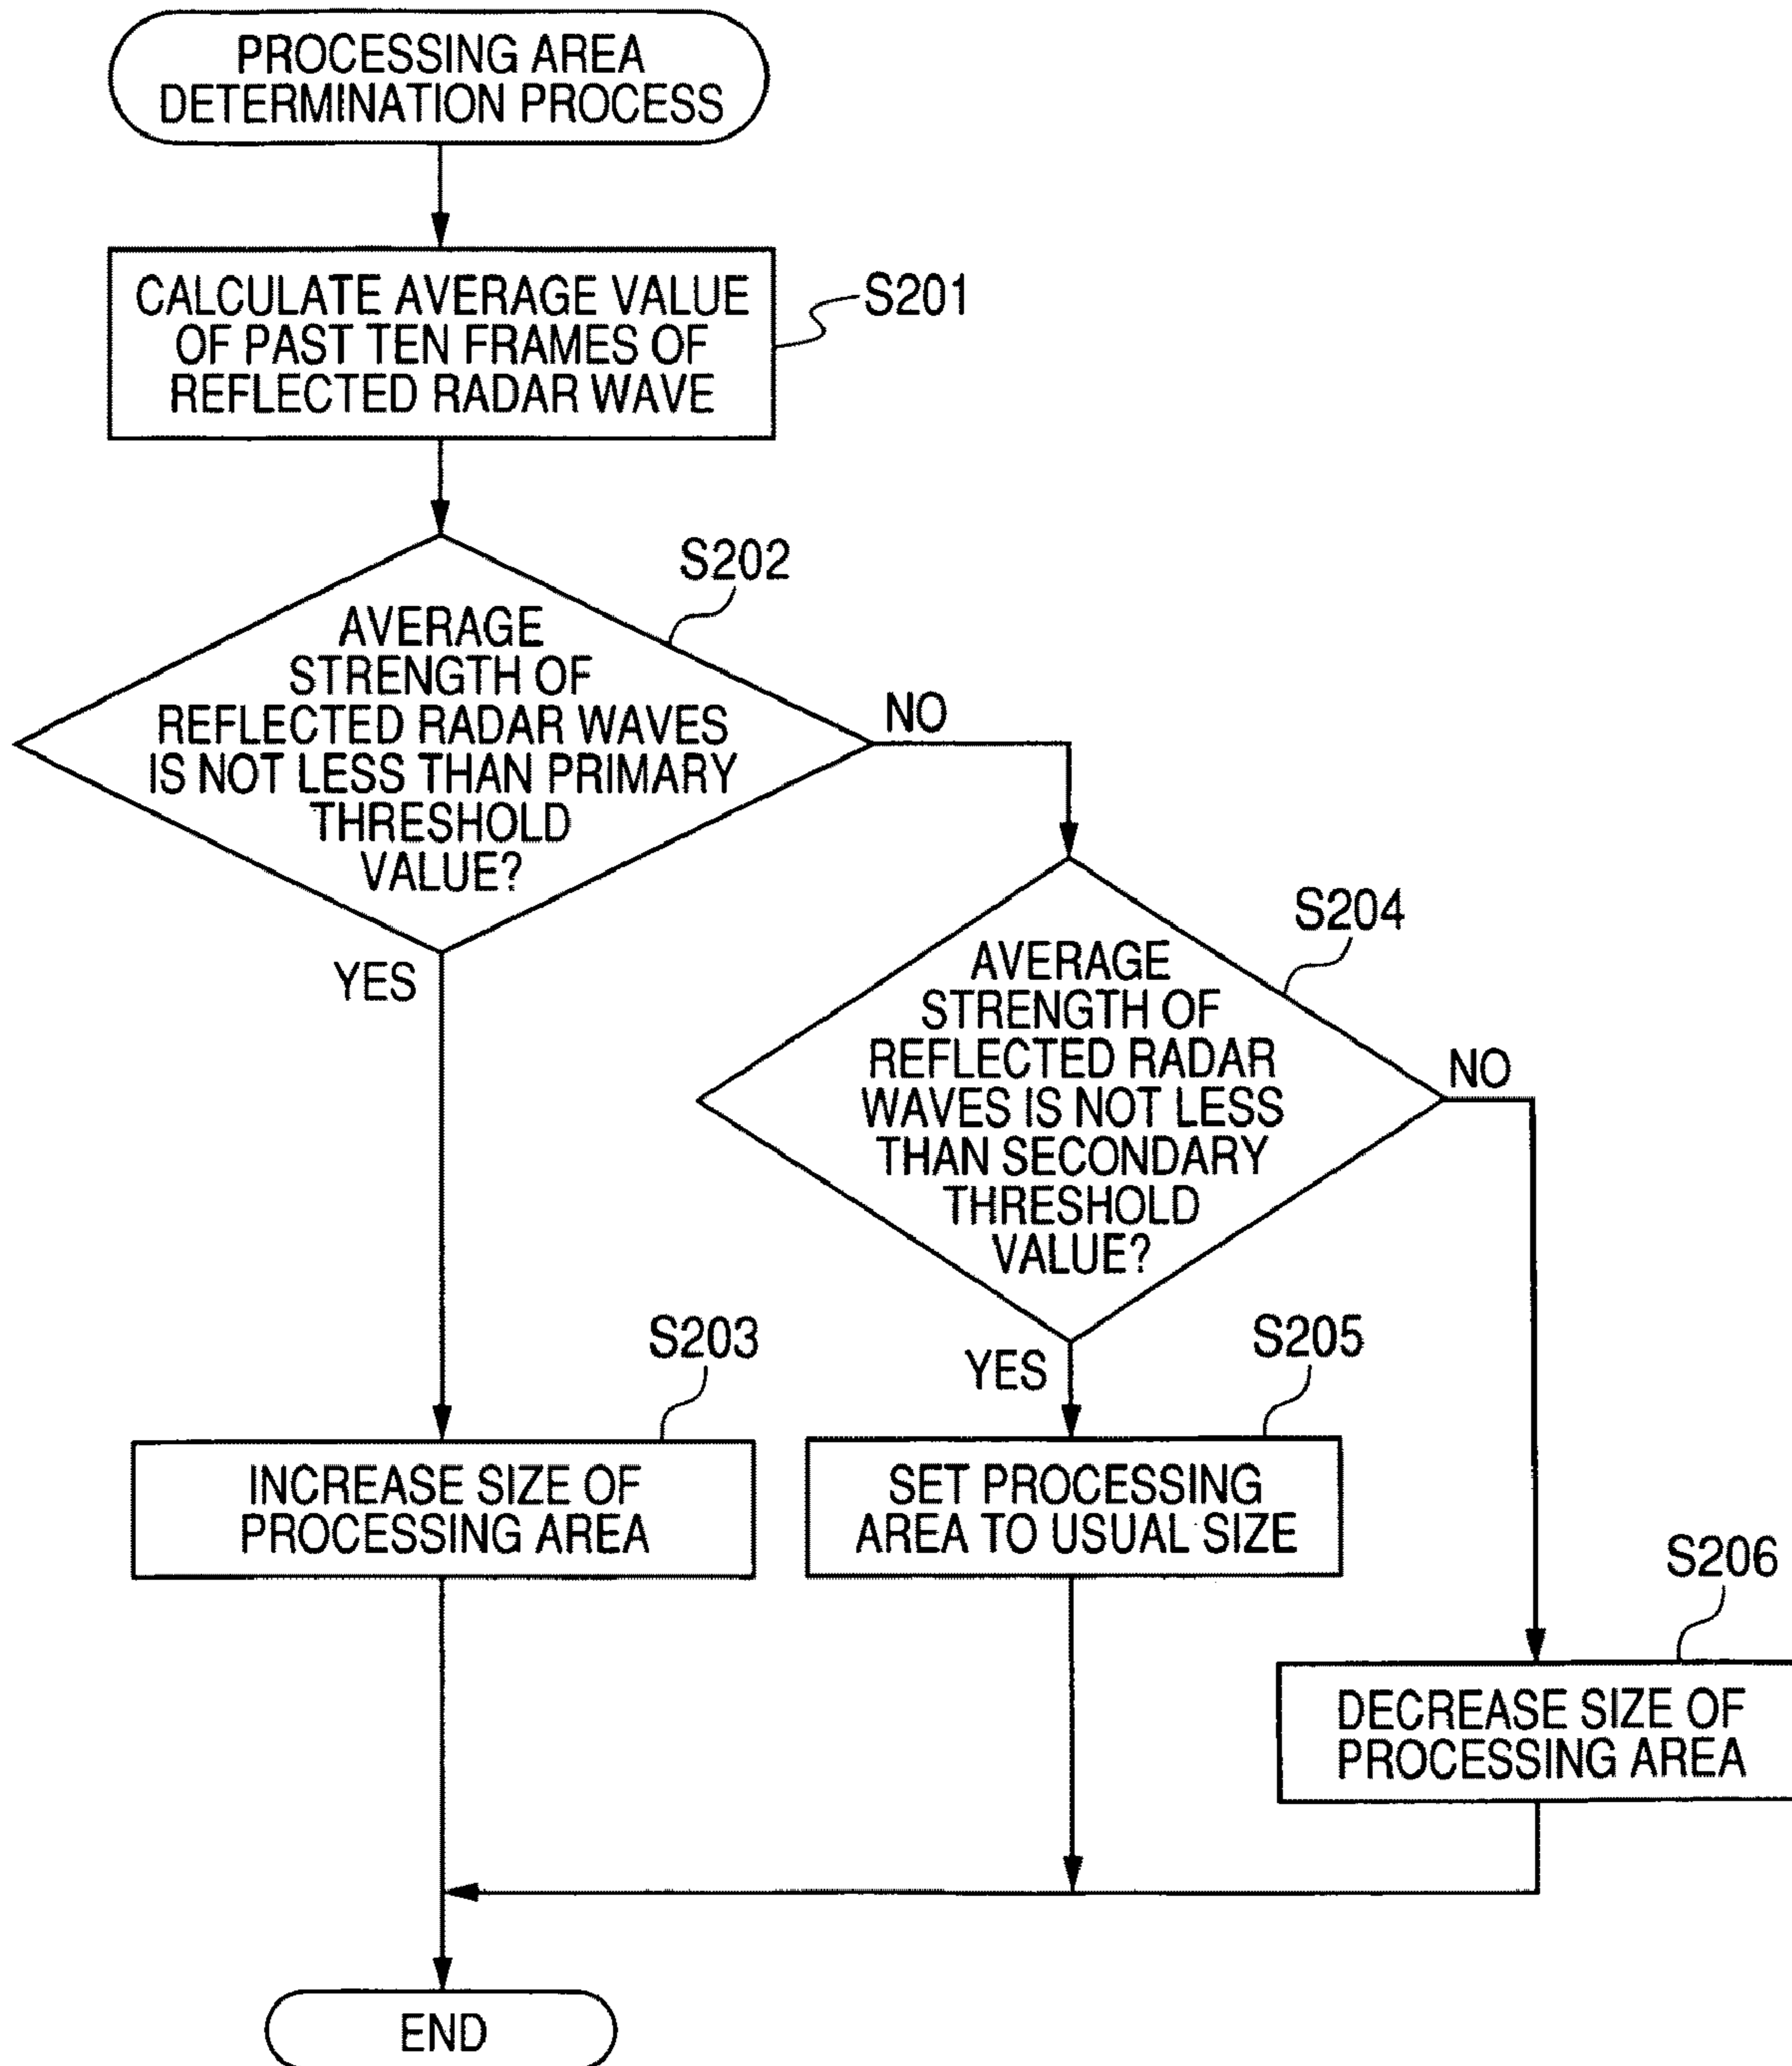 PROCESSING AREA
DETERMINATION PROCESS
CALCULATE AVERAGE VALUE
OF PAST TEN FRAMES OF
REFLECTED RADAR WAVE
S201
S202
AVERAGE
STRENGTH OF
REFLECTED RADAR WAVES
IS NOT LESS THAN PRIMARY
THRESHOLD
VALUE?
NO
YES
S204
AVERAGE
STRENGTH OF
REFLECTED RADAR
WAVES IS NOT LESS
THAN SECONDARY
THRESHOLD
VALUE?
NO
YES
S203
INCREASE SIZE OF
PROCESSING AREA
S205
SET PROCESSING
AREA TO USUAL SIZE
S206
DECREASE SIZE OF
PROCESSING AREA
END